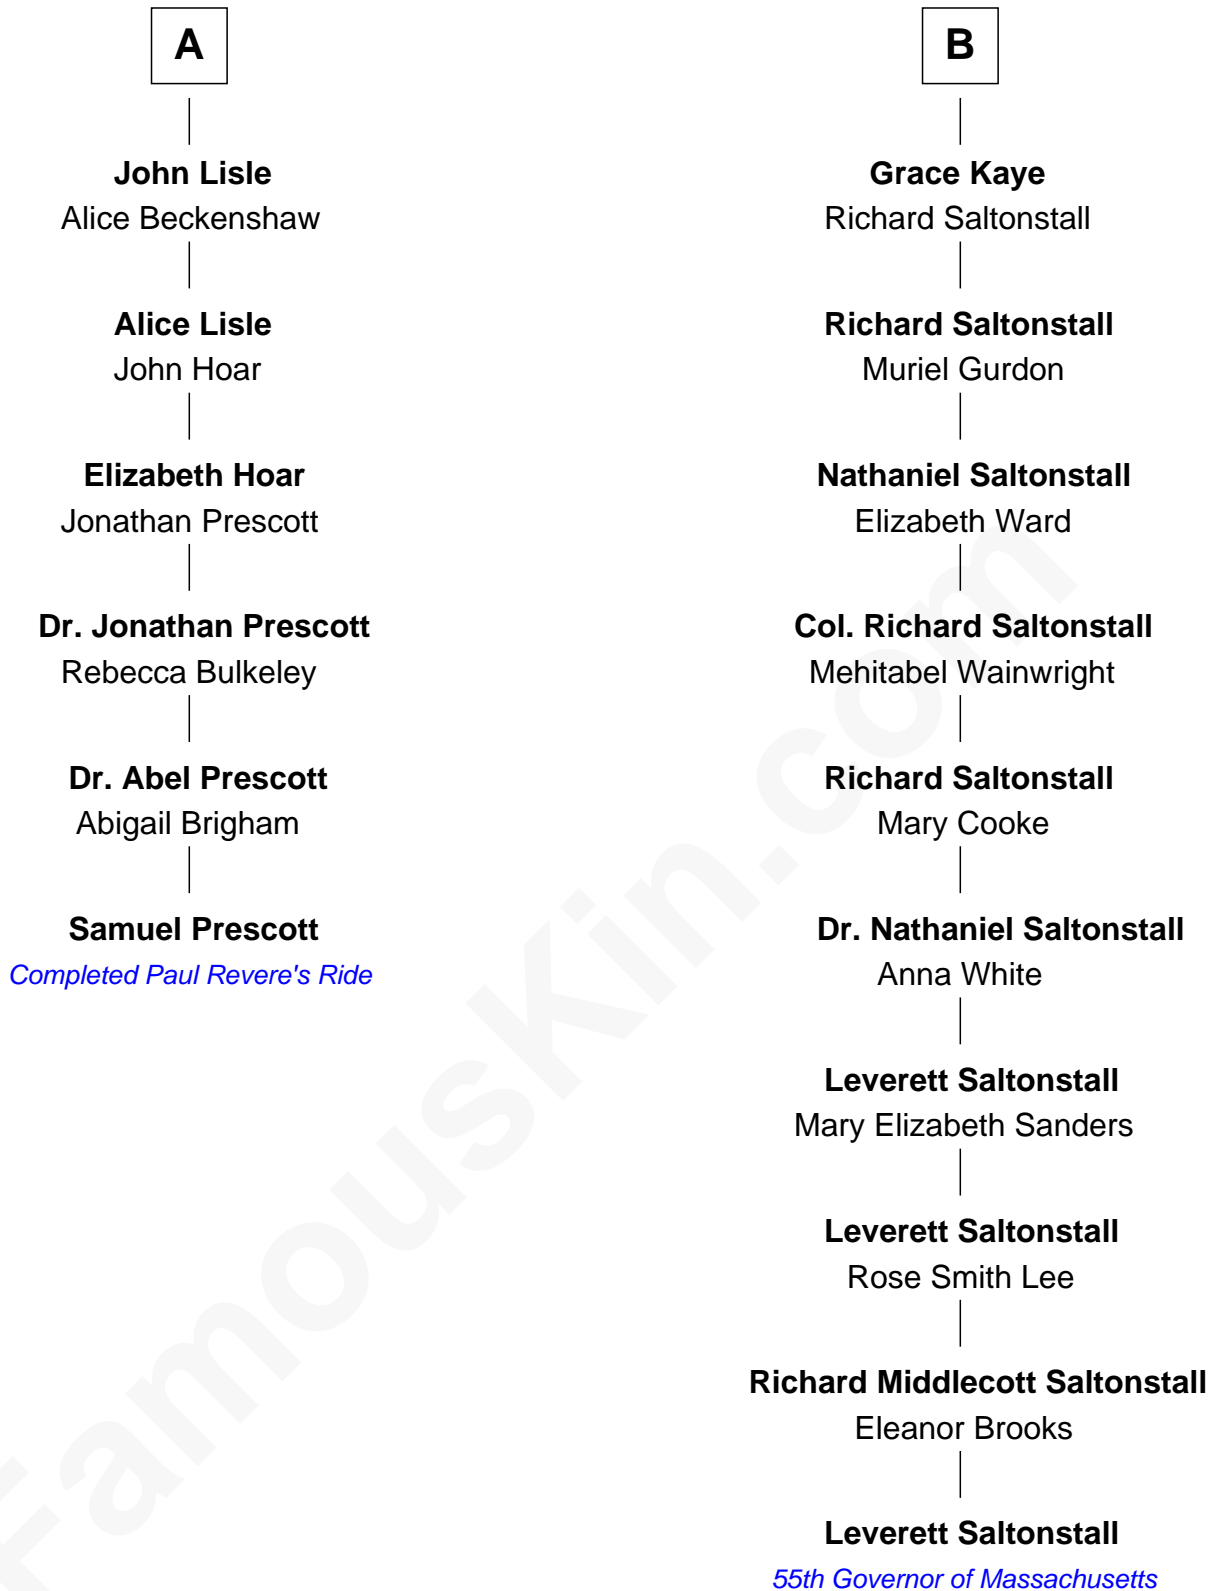 A
John Lisle
Alice Beckenshaw
Alice Lisle
John Hoar
Elizabeth Hoar
Jonathan Prescott
Dr. Jonathan Prescott
Rebecca Bulkeley
Dr. Abel Prescott
Abigail Brigham
Samuel Prescott
Completed Paul Revere's Ride
B
Grace Kaye
Richard Saltonstall
Richard Saltonstall
Muriel Gurdon
Nathaniel Saltonstall
Elizabeth Ward
Col. Richard Saltonstall
Mehitabel Wainwright
Richard Saltonstall
Mary Cooke
Dr. Nathaniel Saltonstall
Anna White
Leverett Saltonstall
Mary Elizabeth Sanders
Leverett Saltonstall
Rose Smith Lee
Richard Middlecott Saltonstall
Eleanor Brooks
Leverett Saltonstall
55th Governor of Massachusetts
FamousKin.com